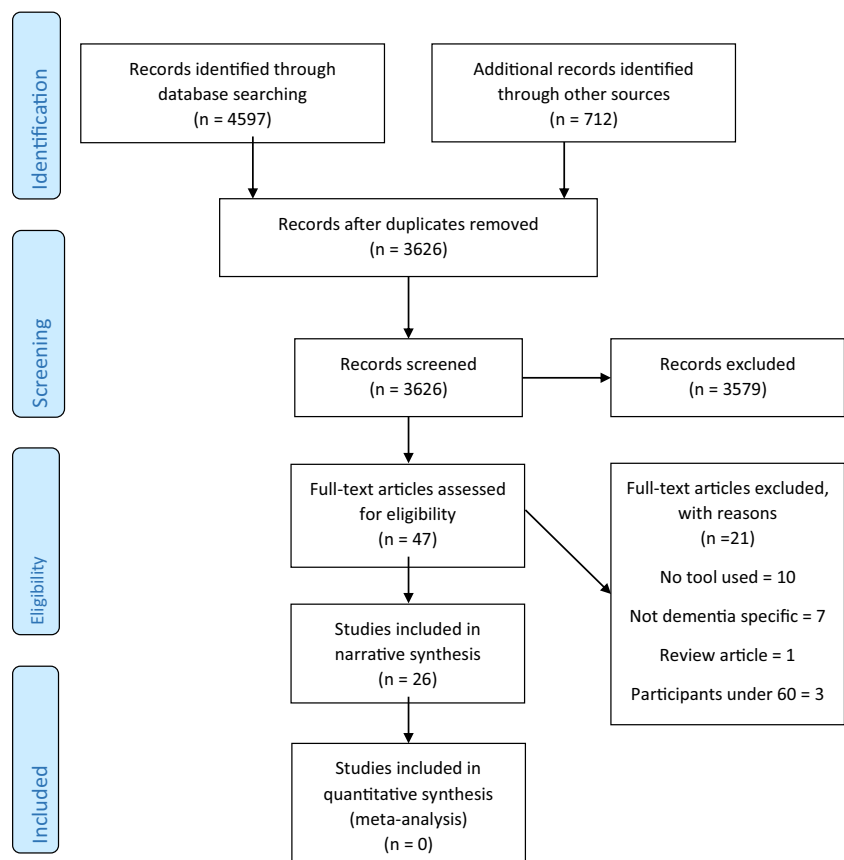 Identification
Records identified through
database searching
(n = 4597)
Additional records identified
through other sources
(n = 712)
Records after duplicates removed
(n = 3626)
Screening
Records screened
(n = 3626)
Records excluded
(n = 3579)
Eligibility
Full-text articles assessed
for eligibility
(n = 47)
Full-text articles excluded,
with reasons
(n =21)
No tool used = 10
Not dementia specific = 7
Review article = 1
Participants under 60 = 3
Studies included in
narrative synthesis
(n = 26)
Included
Studies included in
quantitative synthesis
(meta-analysis)
(n = 0)